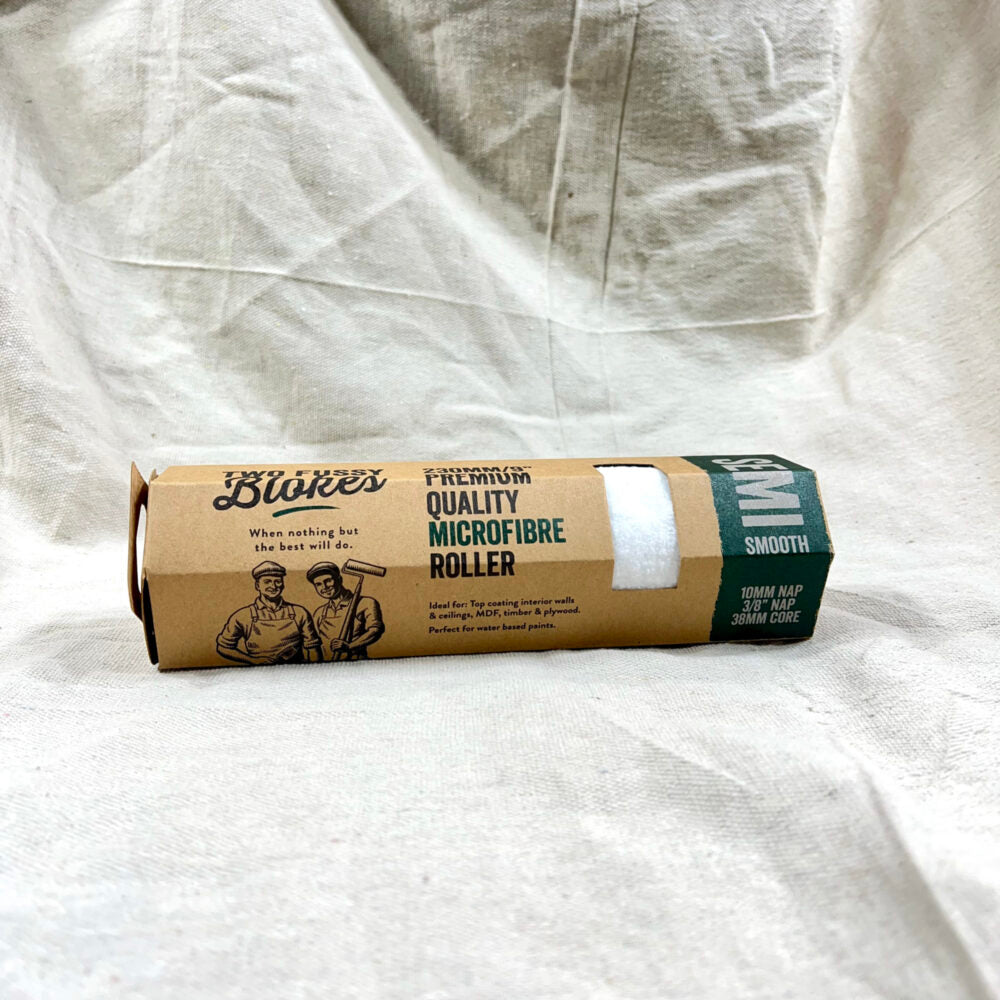 TWO FUSSY
Blokes
When nothing but
the best will do.
230MM/9"
PREMIUM
QUALITY
MICROFIBRE
ROLLER
Ideal for: Top coating interior walls
& ceilings, MDF, timber & plywood.
Perfect for water based paints.
SEMI
SMOOTH
10MM NAP
3/8" NAP
38MM CORE